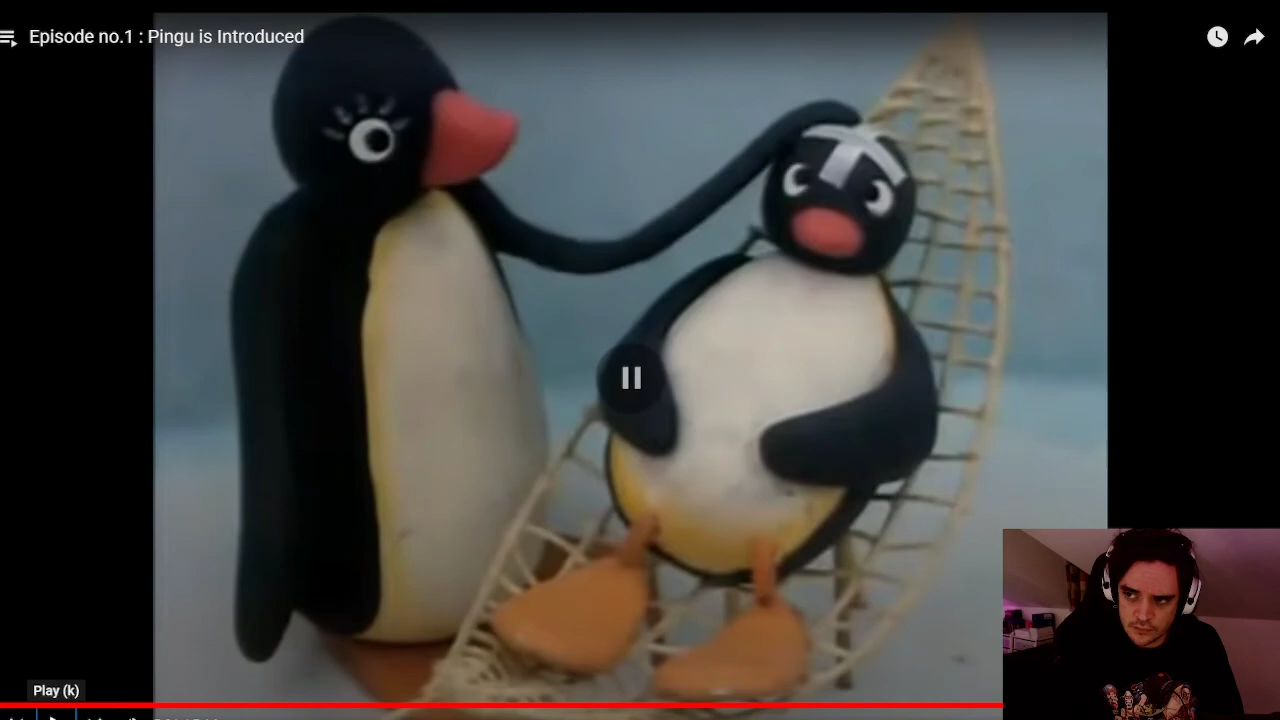 Episode no.1 : Pingu is Introduced
Play (k)